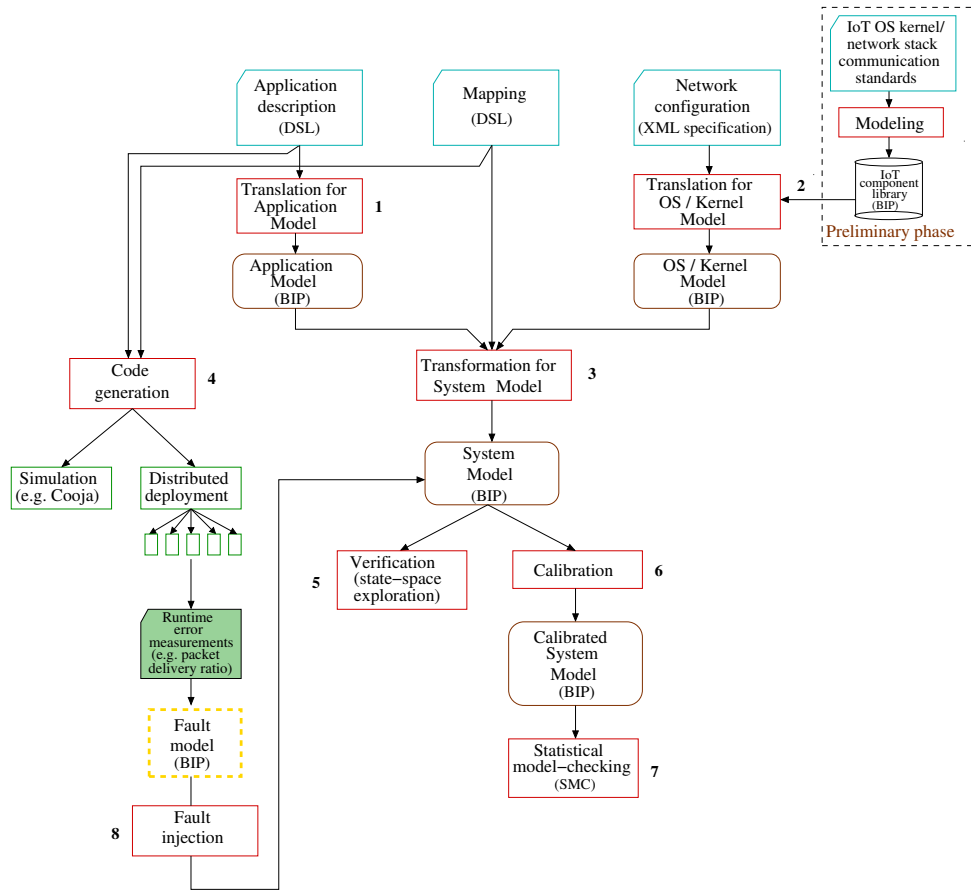 IoT OS kernel/
network stack
communication
standards
Application
description
(DSL)
Mapping
(DSL)
Network
configuration
(XML specification)
Modeling
IoT
component
library
(BIP)
Preliminary phase
Translation for
Application
Model
1
Translation for
OS / Kernel
Model
2
Application
Model
(BIP)
OS / Kernel
Model
(BIP)
Code
generation
4
Transformation for
System Model
3
System
Model
(BIP)
Simulation
(e.g. Cooja)
Distributed
deployment
5
Verification
(state−space
exploration)
Calibration
6
Runtime
error
measurements
(e.g. packet
delivery ratio)
Calibrated
System
Model
(BIP)
Fault
model
(BIP)
Statistical
model−checking
(SMC)
7
8
Fault
injection